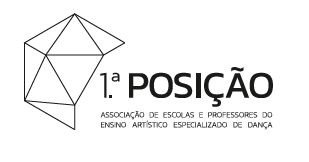 1.ª POSIÇÃO
ASSOCIAÇÃO DE ESCOLAS E PROFESSORES DO
ENSINO ARTÍSTICO ESPECIALIZADO DE DANÇA